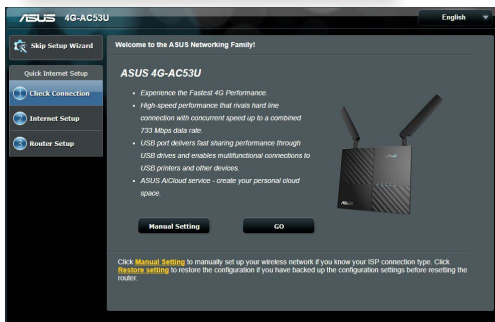 ASUS 4G-AC53U
English
Skip Setup Wizard
Quick Internet Setup
1 Check Connection
2 Internet Setup
3 Router Setup
Welcome to the ASUS Networking Family!
ASUS 4G-AC53U
• Experience the Fastest 4G Performance.
• High-speed performance that rivals hard line
connection with concurrent speed up to a combined
733 Mbps data rate.
• USB port delivers fast sharing performance through
USB drives and enables multifunctional connections to
USB printers and other devices.
• ASUS AiCloud service - create your personal cloud
space.
Manual Setting
GO
Click Manual Setting to manually set up your wireless network if you know your ISP connection type. Click
Restore setting to restore the configuration if you have backed up the configuration settings before resetting the
router.